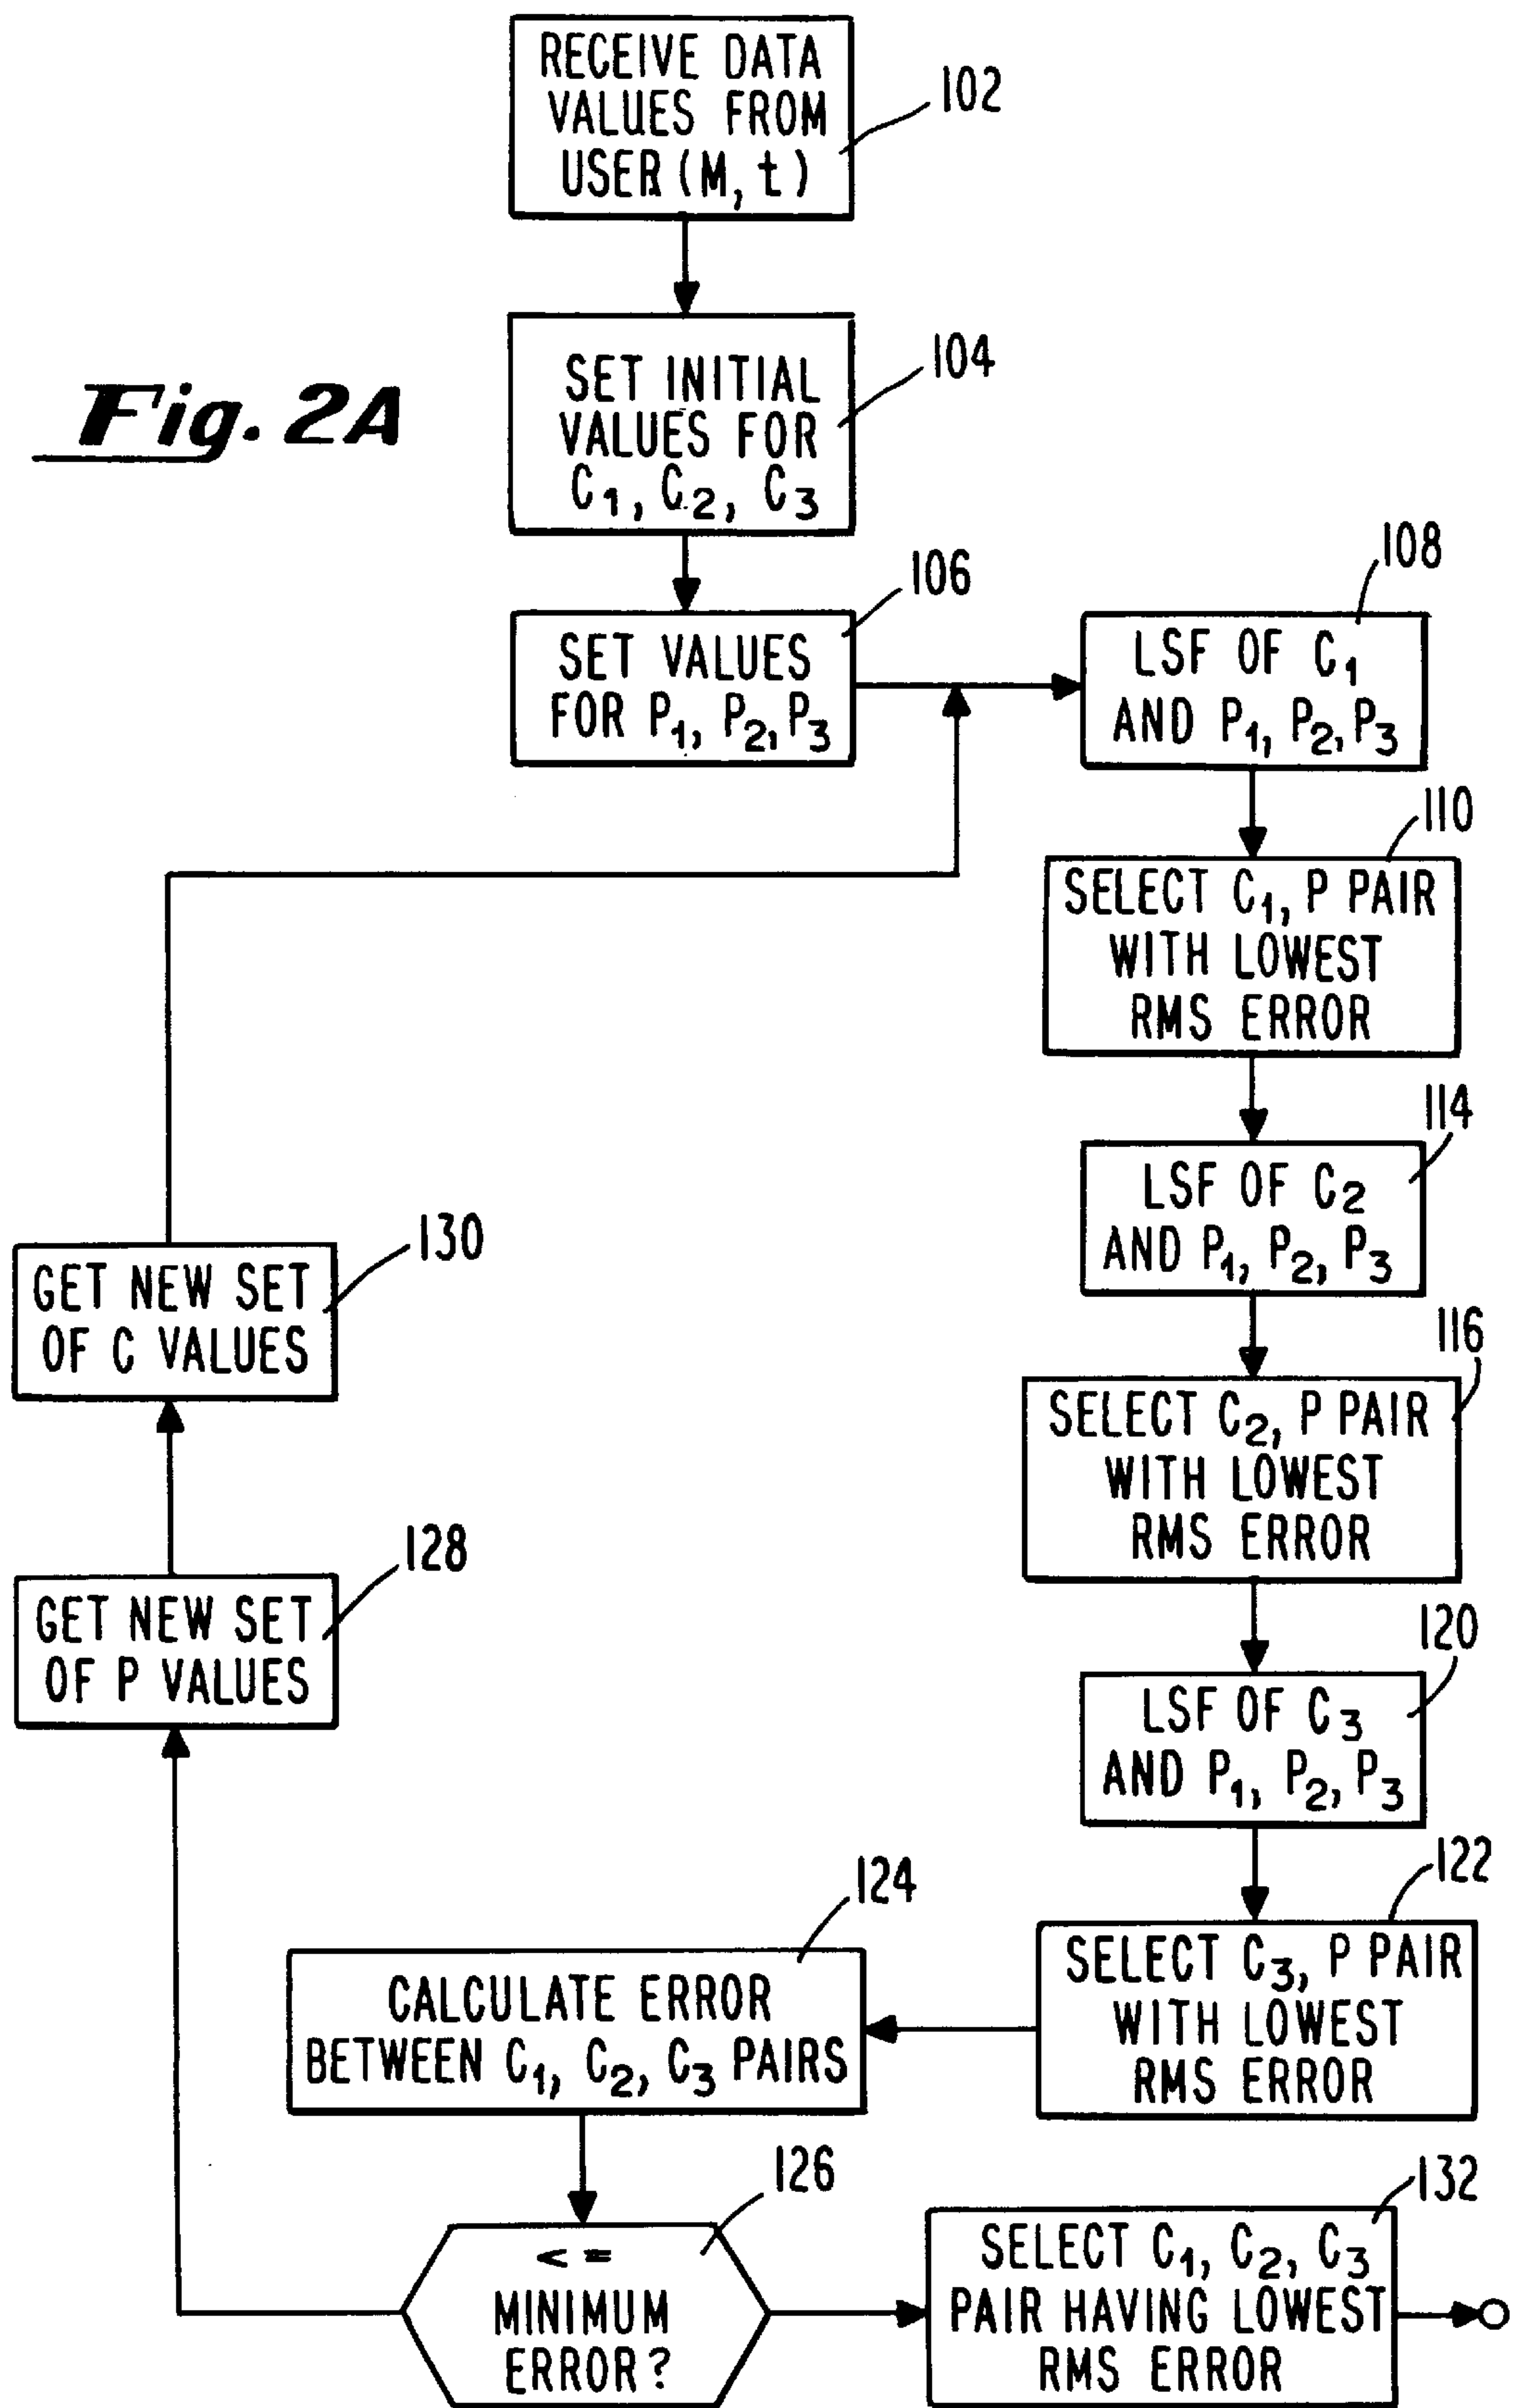 RECEIVE DATA
VALUES FROM
USER (M, t)
102
Fig. 2A
SET INITIAL
VALUES FOR
C1, C2, C3
104
SET VALUES
FOR P1, P2, P3
106
LSF OF C1
AND P1, P2, P3
108
SELECT C1, P PAIR
WITH LOWEST
RMS ERROR
110
LSF OF C2
AND P1, P2, P3
114
SELECT C2, P PAIR
WITH LOWEST
RMS ERROR
116
LSF OF C3
AND P1, P2, P3
120
SELECT C3, P PAIR
WITH LOWEST
RMS ERROR
122
CALCULATE ERROR
BETWEEN C1, C2, C3 PAIRS
124
< =
MINIMUM
ERROR?
126
GET NEW SET
OF P VALUES
128
GET NEW SET
OF C VALUES
130
SELECT C1, C2, C3
PAIR HAVING LOWEST
RMS ERROR
132